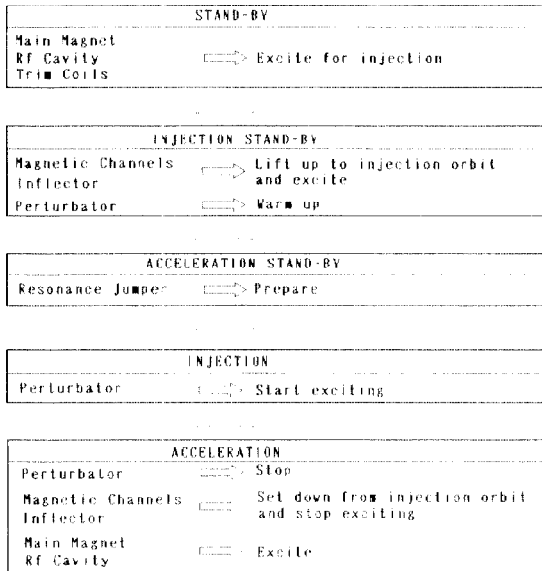 STAND-BY
Main Magnet
Rf Cavity
Trim Coils
Excite for injection
INJECTION STAND-BY
Magnetic Channels
Inflector
Lift up to injection orbit
and excite
Perturbator
Warm up
ACCELERATION STAND-BY
Resonance Jumper
Prepare
INJECTION
Perturbator
Start exciting
ACCELERATION
Perturbator
Stop
Magnetic Channels
Inflector
Set down from injection orbit
and stop exciting
Main Magnet
Rf Cavity
Excite